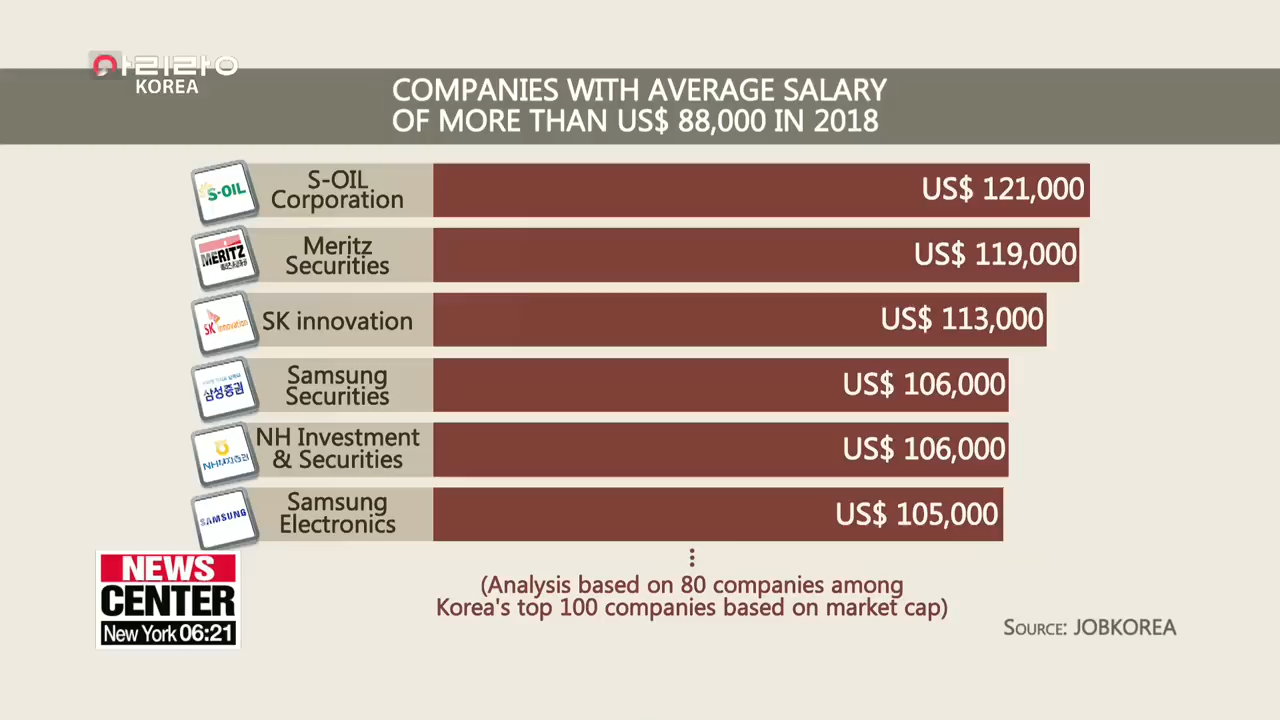 아리랑
KOREA
COMPANIES WITH AVERAGE SALARY
OF MORE THAN US$ 88,000 IN 2018
S-OIL
S-OIL
Corporation
US$ 121,000
MERITZ
Meritz
Securities
US$ 119,000
SK innovation
SK innovation
US$ 113,000
삼성증권
Samsung
Securities
US$ 106,000
NH투자증권
NH Investment
& Securities
US$ 106,000
SAMSUNG
Samsung
Electronics
US$ 105,000
(Analysis based on 80 companies among
Korea's top 100 companies based on market cap)
SOURCE: JOBKOREA
NEWS
CENTER
New York 06:21